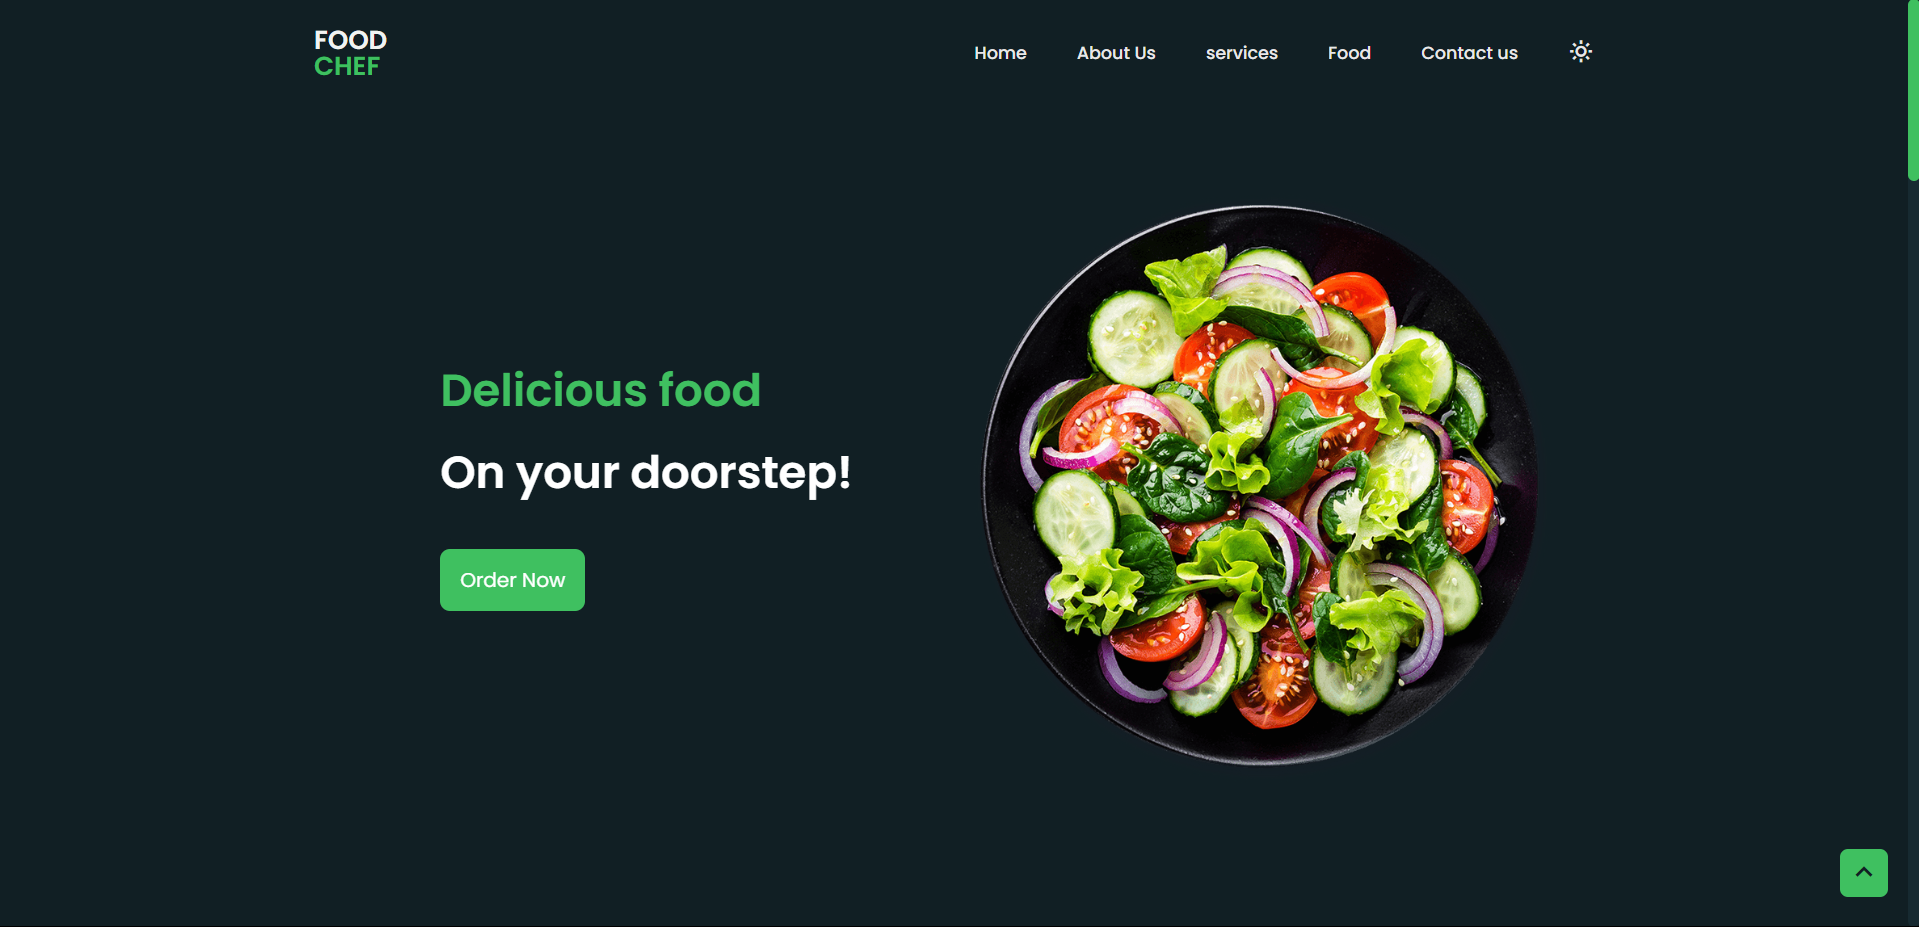 FOOD
CHEF
Home
About Us
services
Food
Contact us
Delicious food
On your doorstep!
Order Now